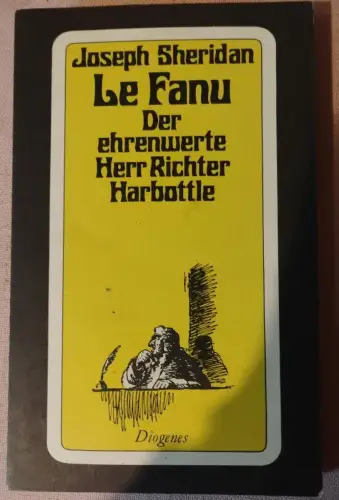 Joseph Sheridan
Le Fanu
Der
ehrenwerte
Herr Richter
Harbottle
Diogenes